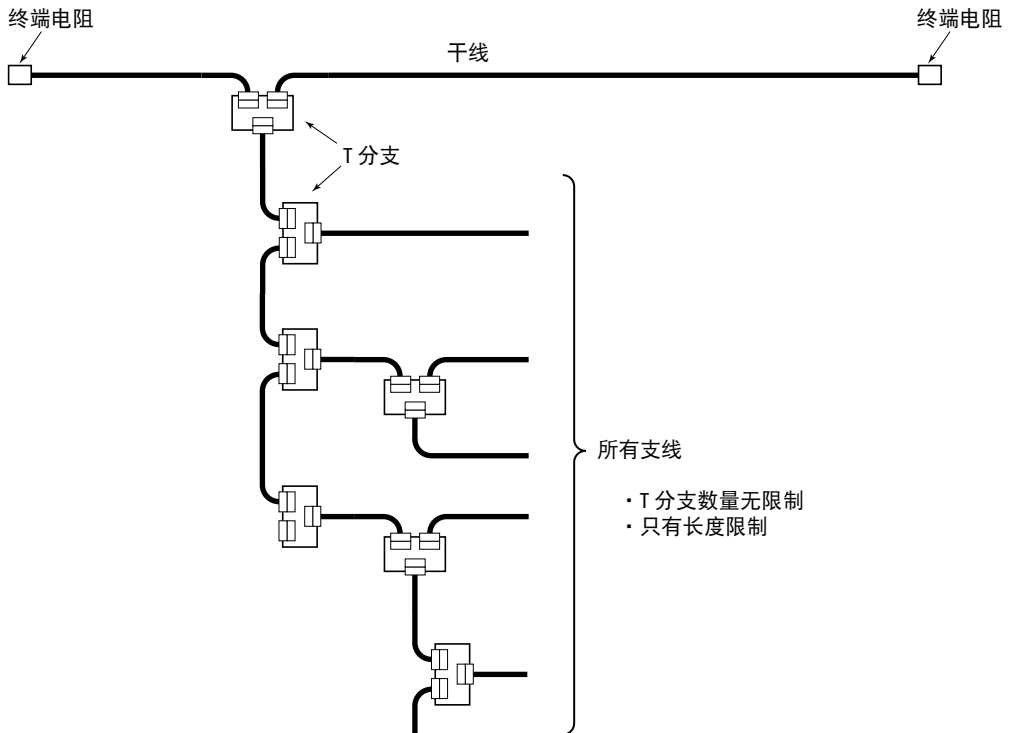 终端电阻
终端电阻
干线
T 分支
所有支线
・T 分支数量无限制
・只有长度限制